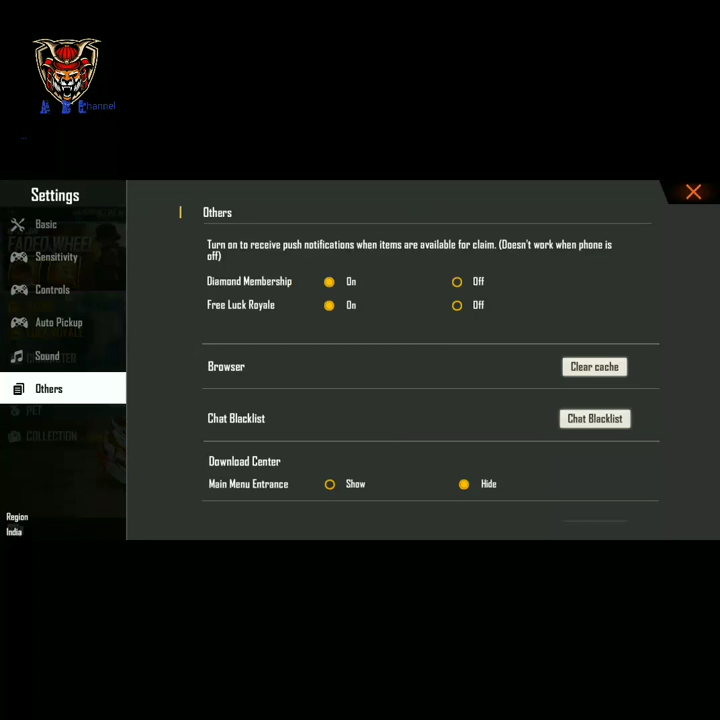 A E Channel
Settings
Others
Basic
Turn on to receive push notifications when items are available for claim. (Doesn't work when phone is
off)
Sensitivity
Diamond Membership On Off
Controls
Free Luck Royale On Off
Auto Pickup
Sound
Browser Clear cache
Others
PET
Chat Blacklist Chat Blacklist
COLLECTION
Download Center
Main Menu Entrance Show Hide
Region
India